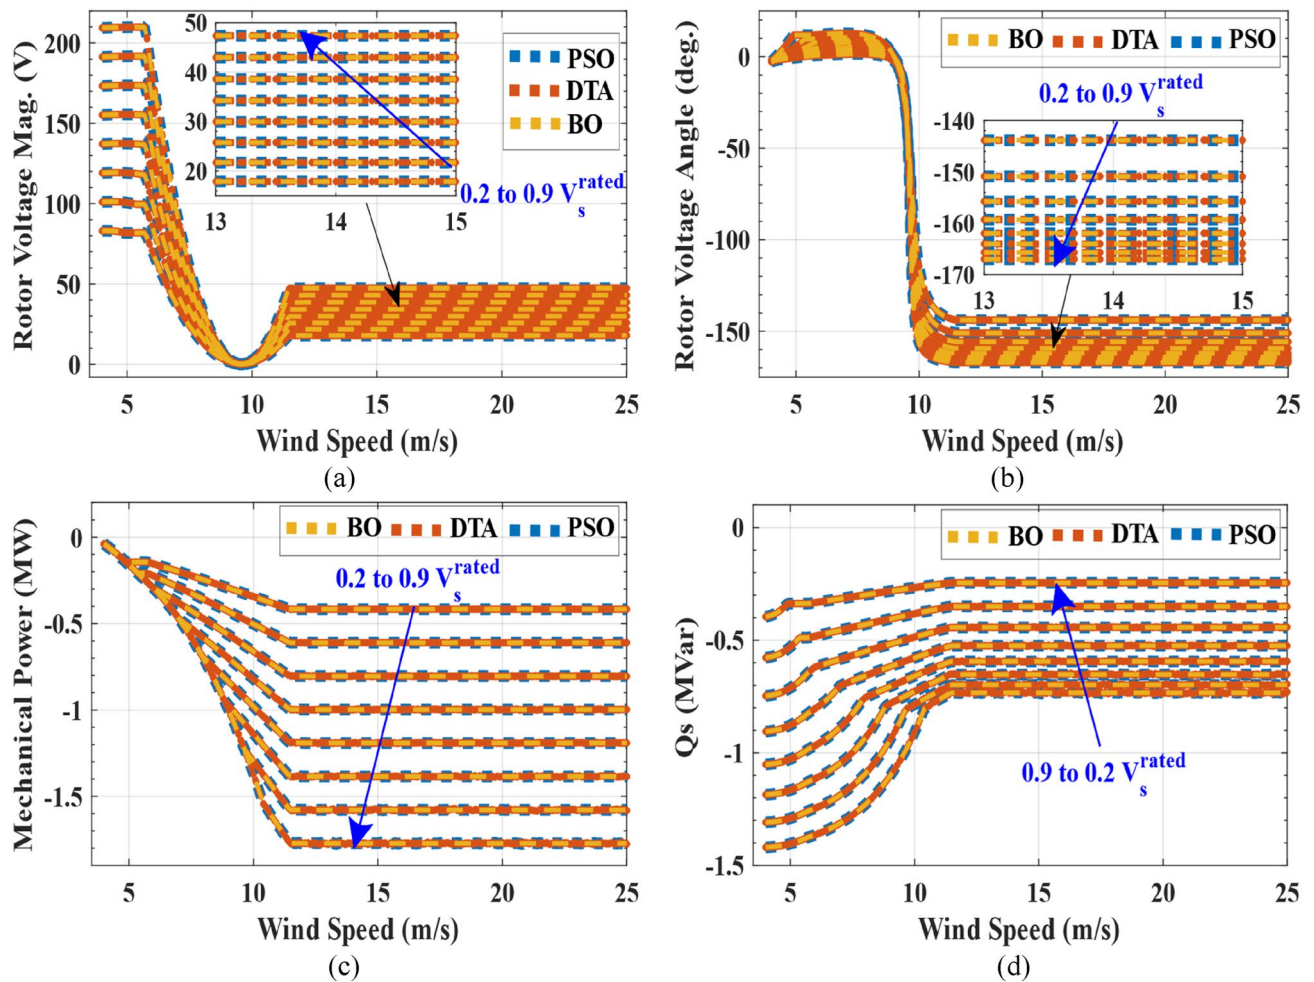 Rotor Voltage Mag. (V)
200
150
100
50
0
50
40
30
20
13 14 15
PSO
DTA
BO
0.2 to 0.9 V_s^rated
5 10 15 20 25
Wind Speed (m/s)
(a)
Rotor Voltage Angle (deg.)
0
-50
-100
-150
BO DTA PSO
0.2 to 0.9 V_s^rated
-140
-150
-160
-170
13 14 15
5 10 15 20 25
Wind Speed (m/s)
(b)
Mechanical Power (MW)
0
-0.5
-1
-1.5
BO DTA PSO
0.2 to 0.9 V_s^rated
5 10 15 20 25
Wind Speed (m/s)
(c)
Qs (MVar)
0
-0.5
-1
-1.5
BO DTA PSO
0.9 to 0.2 V_s^rated
5 10 15 20 25
Wind Speed (m/s)
(d)